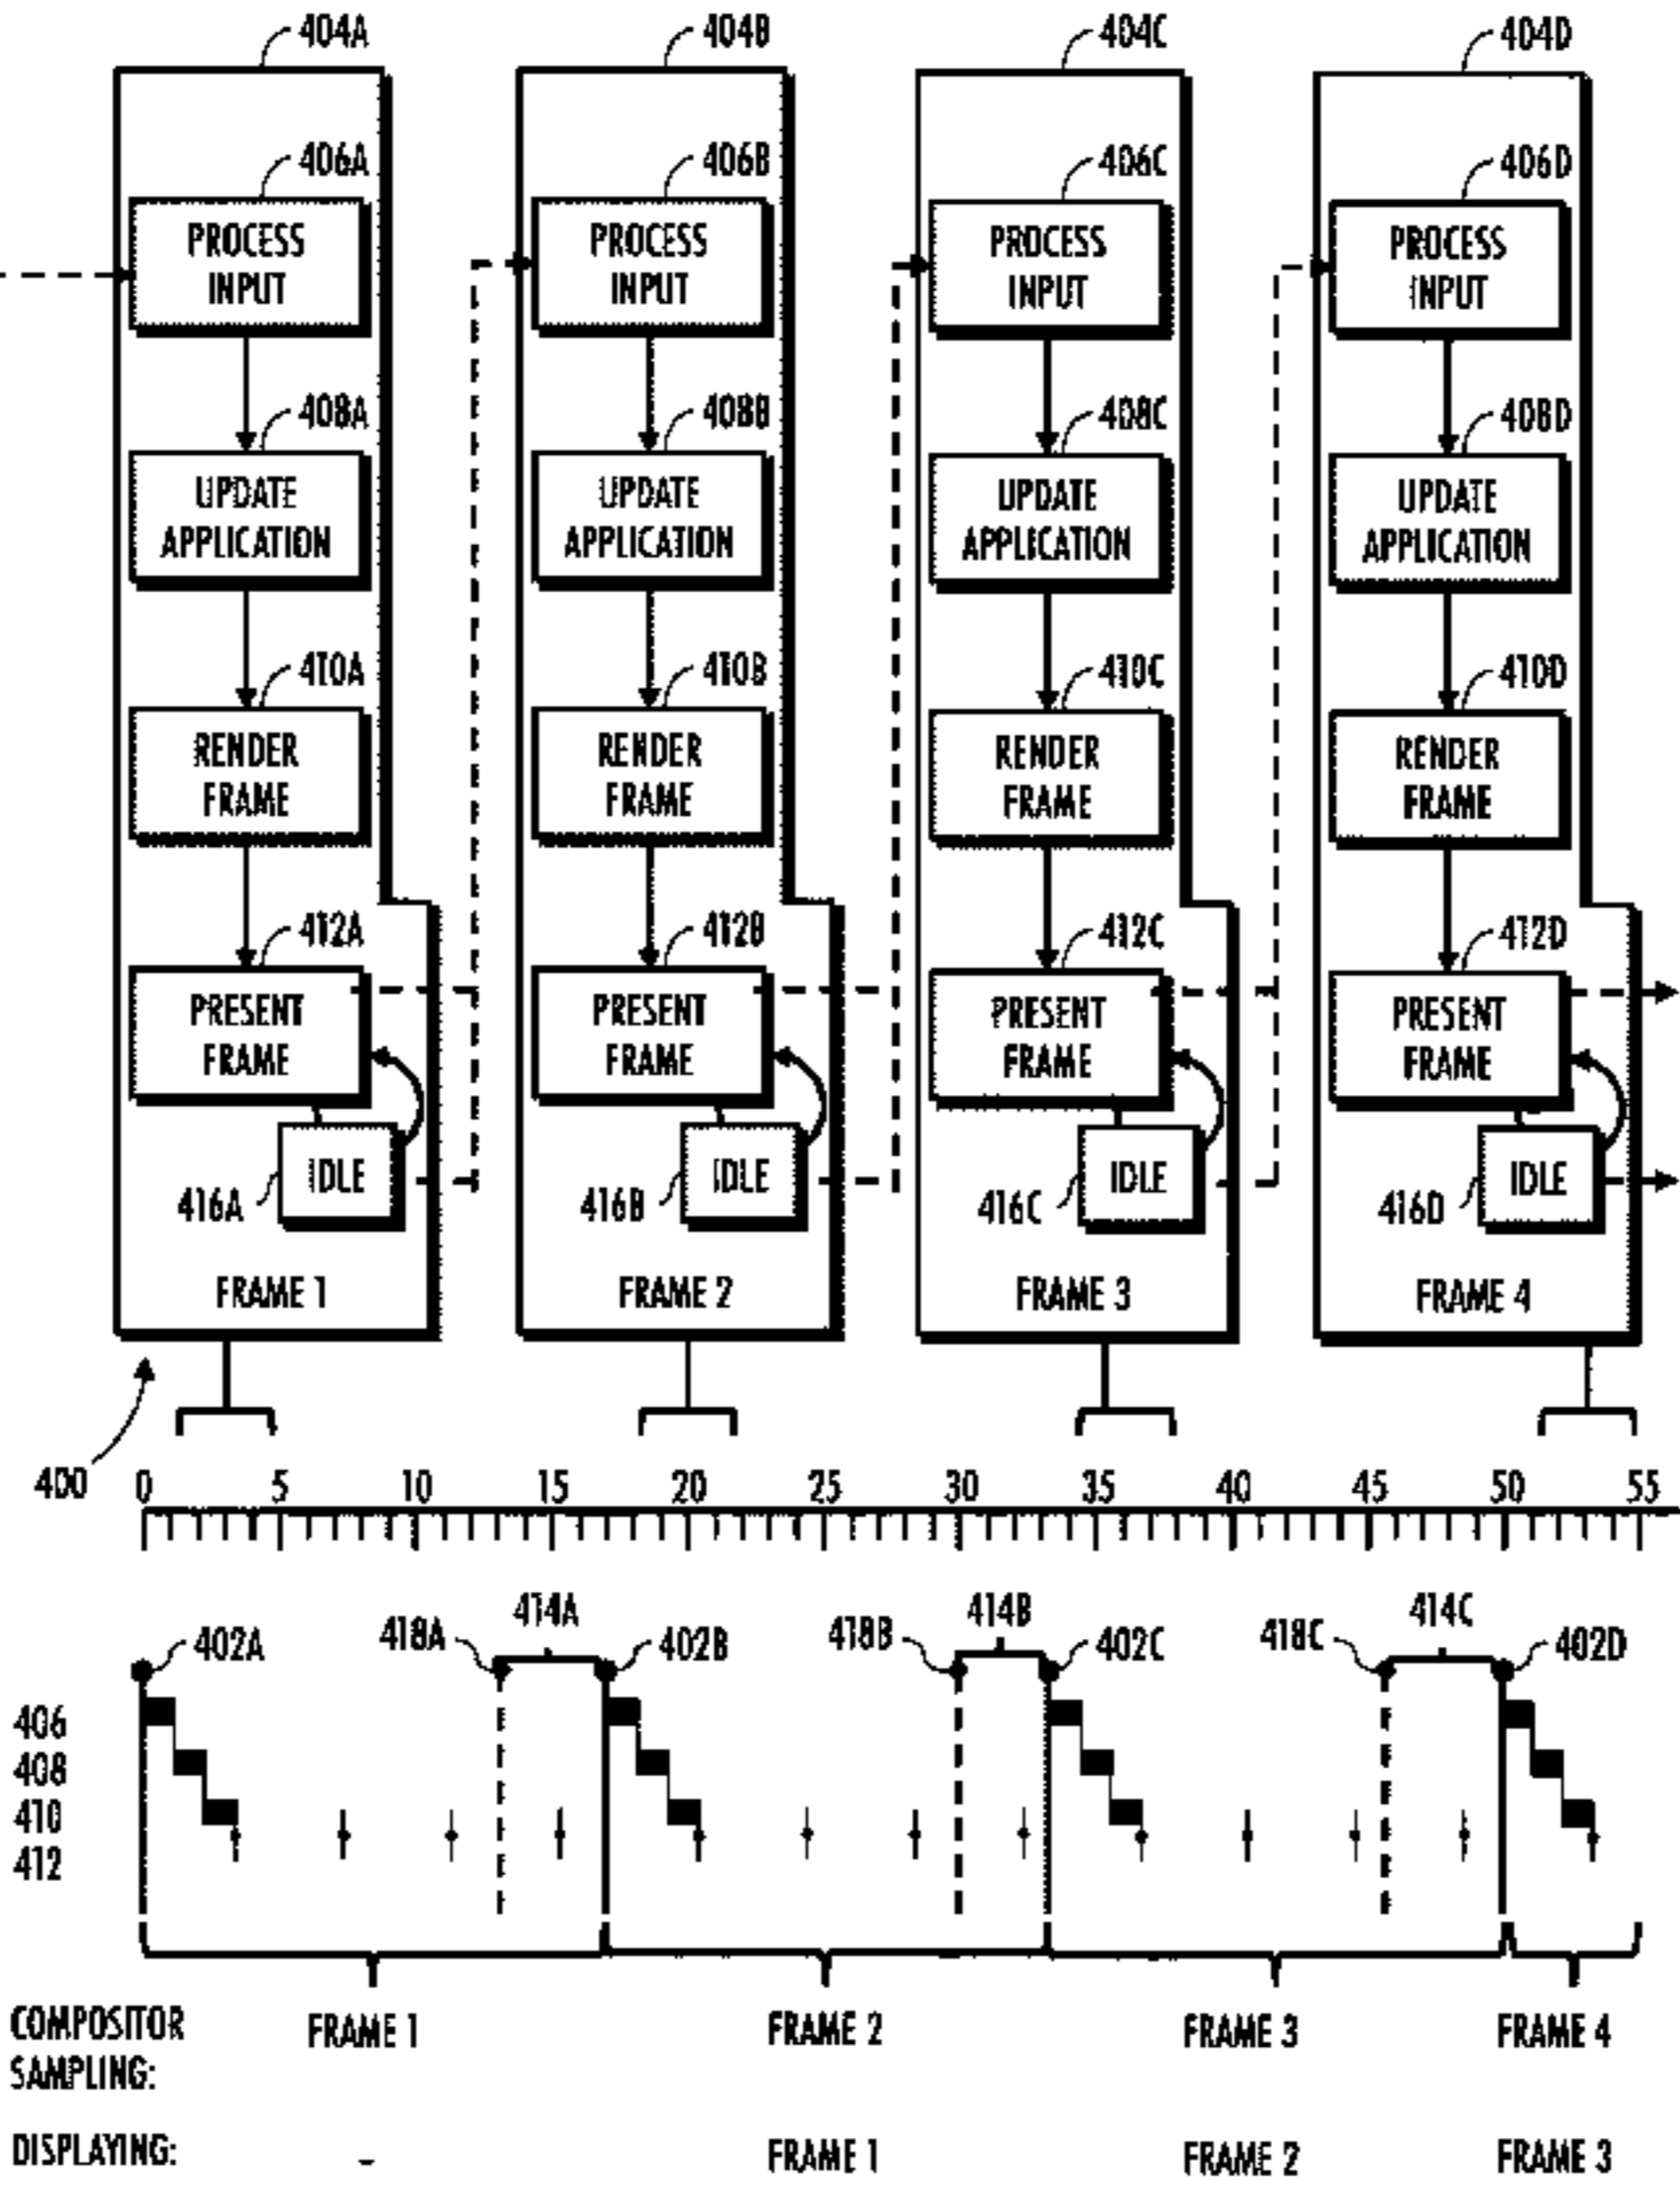 404A 404B 404C 404D
406A 406B 406C 406D
PROCESS INPUT PROCESS INPUT PROCESS INPUT PROCESS INPUT
408A 408B 408C 408D
UPDATE APPLICATION UPDATE APPLICATION UPDATE APPLICATION UPDATE APPLICATION
410A 410B 410C 410D
RENDER FRAME RENDER FRAME RENDER FRAME RENDER FRAME
412A 412B 412C 412D
PRESENT FRAME PRESENT FRAME PRESENT FRAME PRESENT FRAME
IDLE IDLE IDLE IDLE
416A 416B 416C 416D
FRAME 1 FRAME 2 FRAME 3 FRAME 4
400 0 5 10 15 20 25 30 35 40 45 50 55
414A 414B 414C
402A 418A 402B 418B 402C 418C 402D
406
408
410
412
COMPOSITOR SAMPLING: FRAME 1 FRAME 2 FRAME 3 FRAME 4
DISPLAYING: - FRAME 1 FRAME 2 FRAME 3